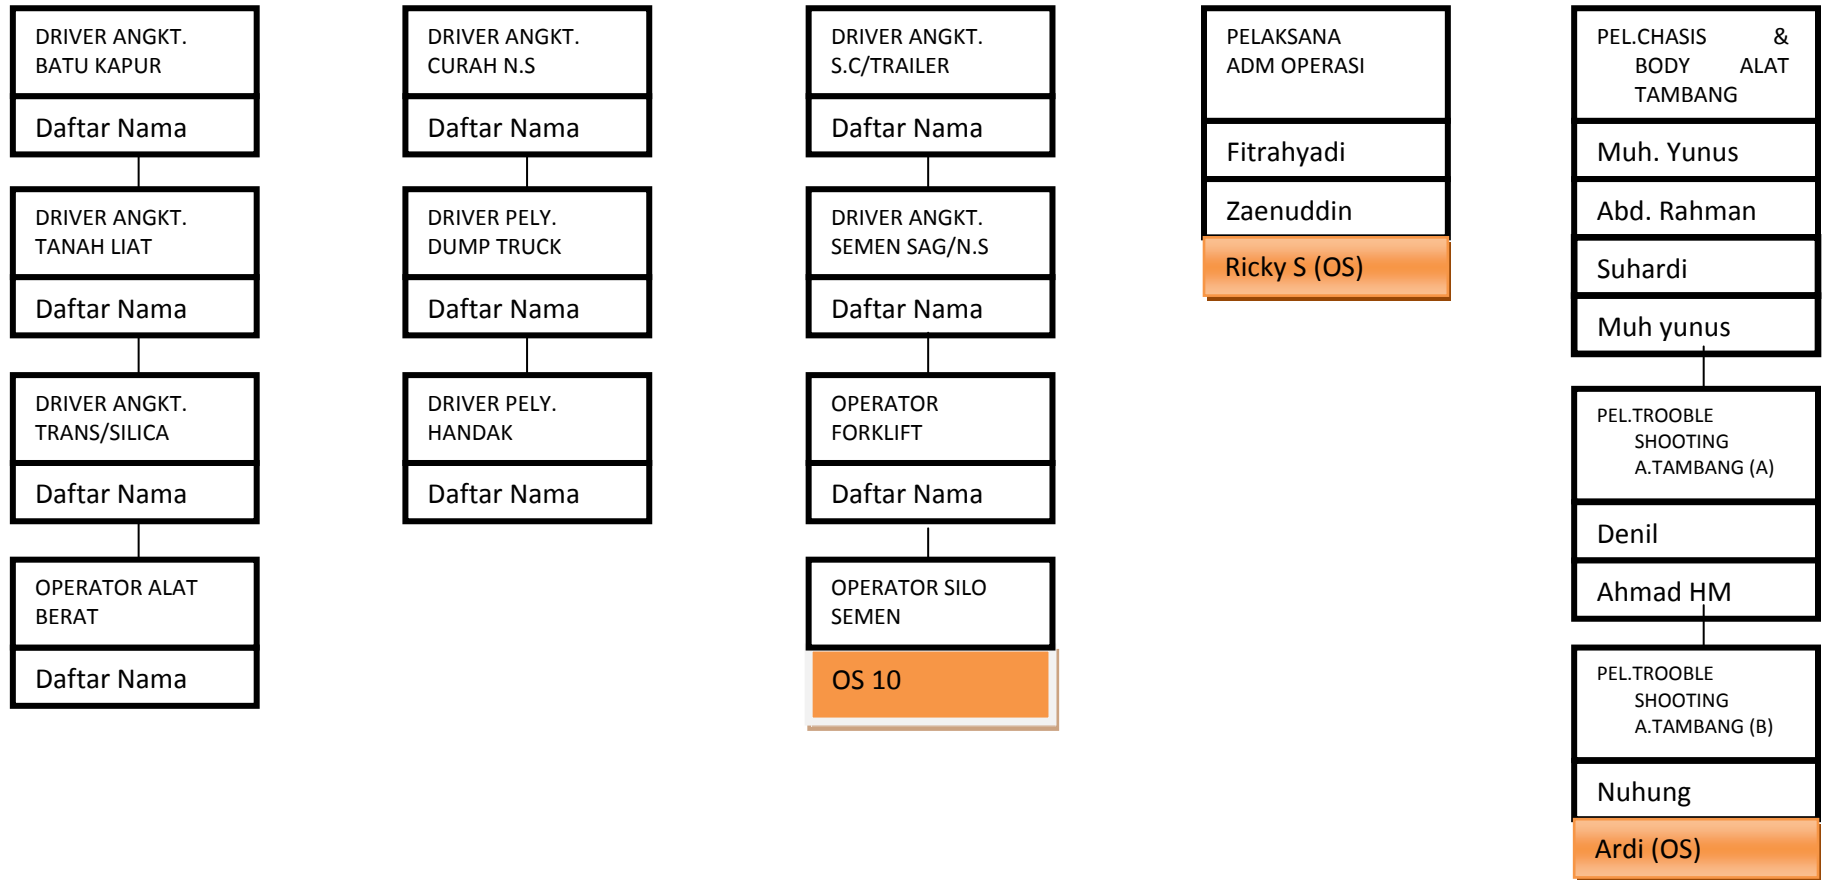 DRIVER ANGKT.
BATU KAPUR
Daftar Nama
DRIVER ANGKT.
TANAH LIAT
Daftar Nama
DRIVER ANGKT.
TRANS/SILICA
Daftar Nama
OPERATOR ALAT
BERAT
Daftar Nama
DRIVER ANGKT.
CURAH N.S
Daftar Nama
DRIVER PELY.
DUMP TRUCK
Daftar Nama
DRIVER PELY.
HANDAK
Daftar Nama
DRIVER ANGKT.
S.C/TRAILER
Daftar Nama
DRIVER ANGKT.
SEMEN SAG/N.S
Daftar Nama
OPERATOR
FORKLIFT
Daftar Nama
OPERATOR SILO
SEMEN
OS 10
PELAKSANA
ADM OPERASI
Fitrahyadi
Zaenuddin
Ricky S (OS)
PEL.CHASIS &
BODY ALAT
TAMBANG
Muh. Yunus
Abd. Rahman
Suhardi
Muh yunus
PEL.TROOBLE
SHOOTING
A.TAMBANG (A)
Denil
Ahmad HM
PEL.TROOBLE
SHOOTING
A.TAMBANG (B)
Nuhung
Ardi (OS)